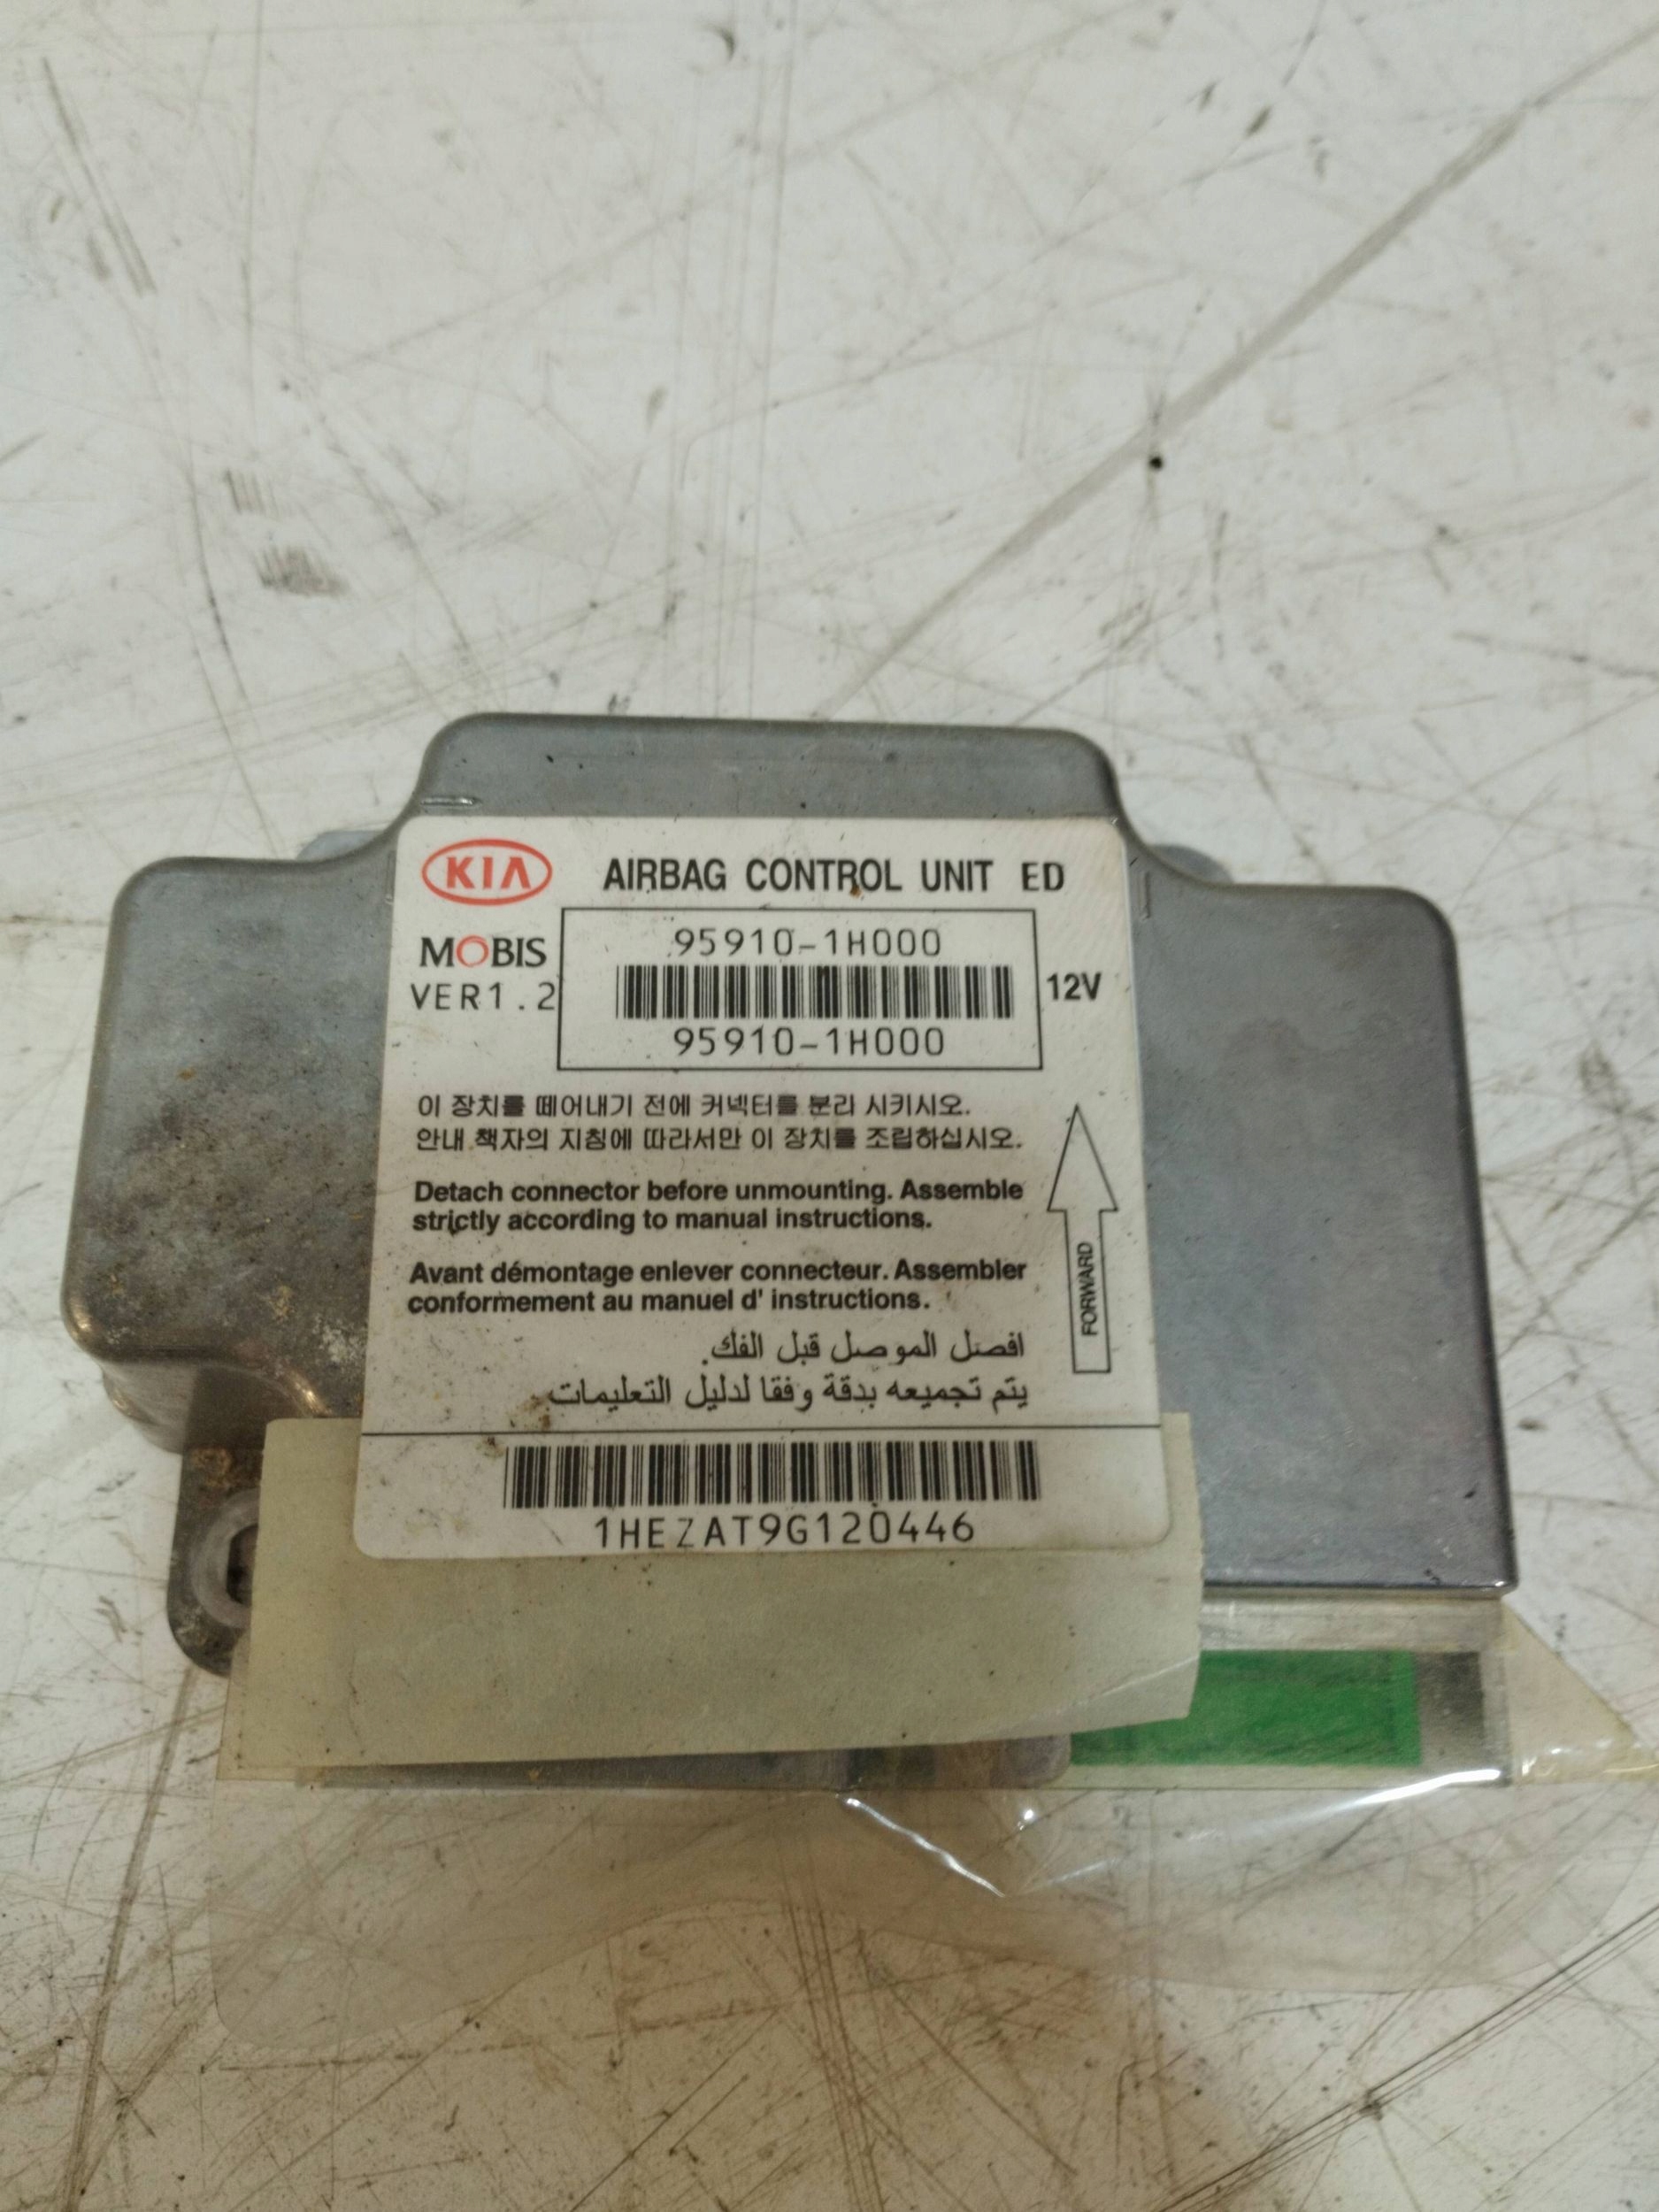 KIA AIRBAG CONTROL UNIT ED
MOBIS
VER1.2
95910-1H000
95910-1H000
12V
이 장치를 떼어내기 전에 커넥터를 분리 시키시오.
안내 책자의 지침에 따라서만 이 장치를 조립하십시오.
Detach connector before unmounting. Assemble
strictly according to manual instructions.
Avant démontage enlever connecteur. Assembler
conformement au manuel d' instructions.
افصل الموصل قبل الفك.
يتم تجميعه بدقة وفقا لدليل التعليمات.
FORWARD
1HEZAT9G120446